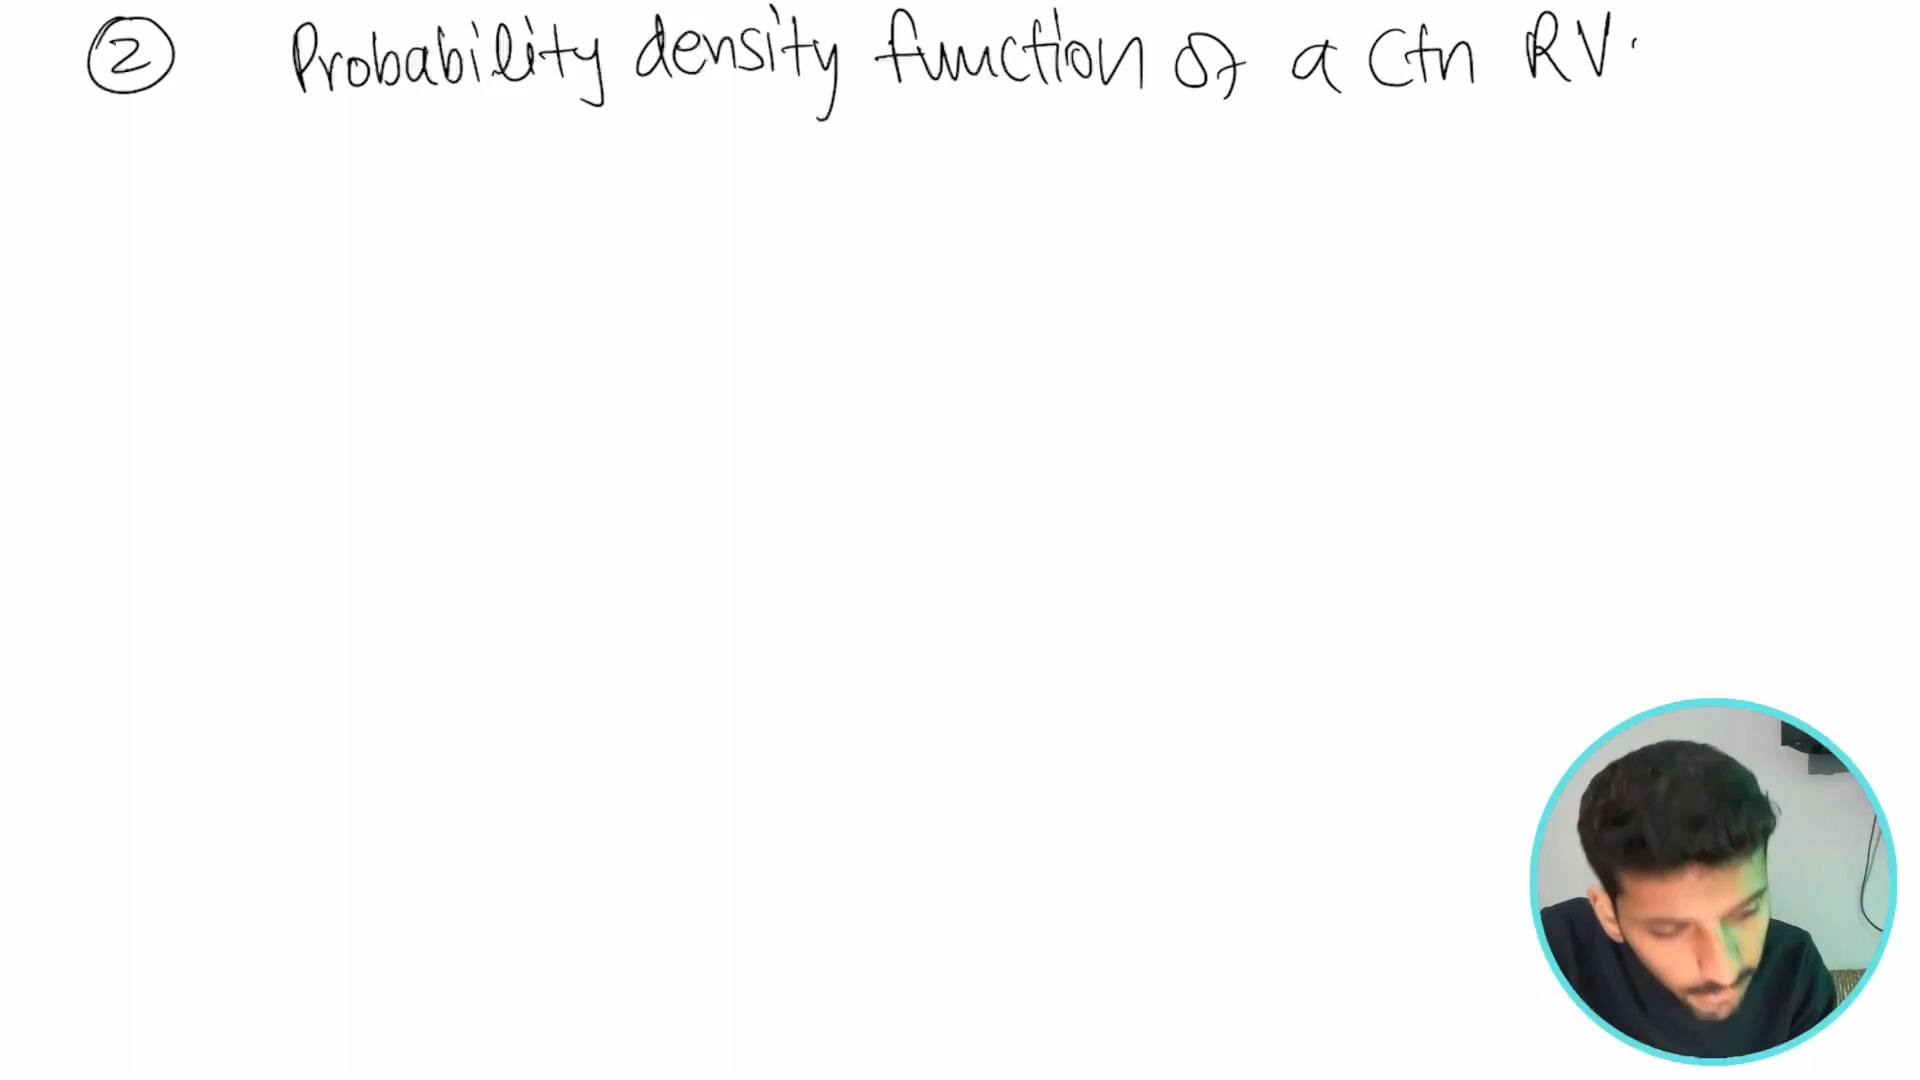 ② Probability density function of a Ctn RV.